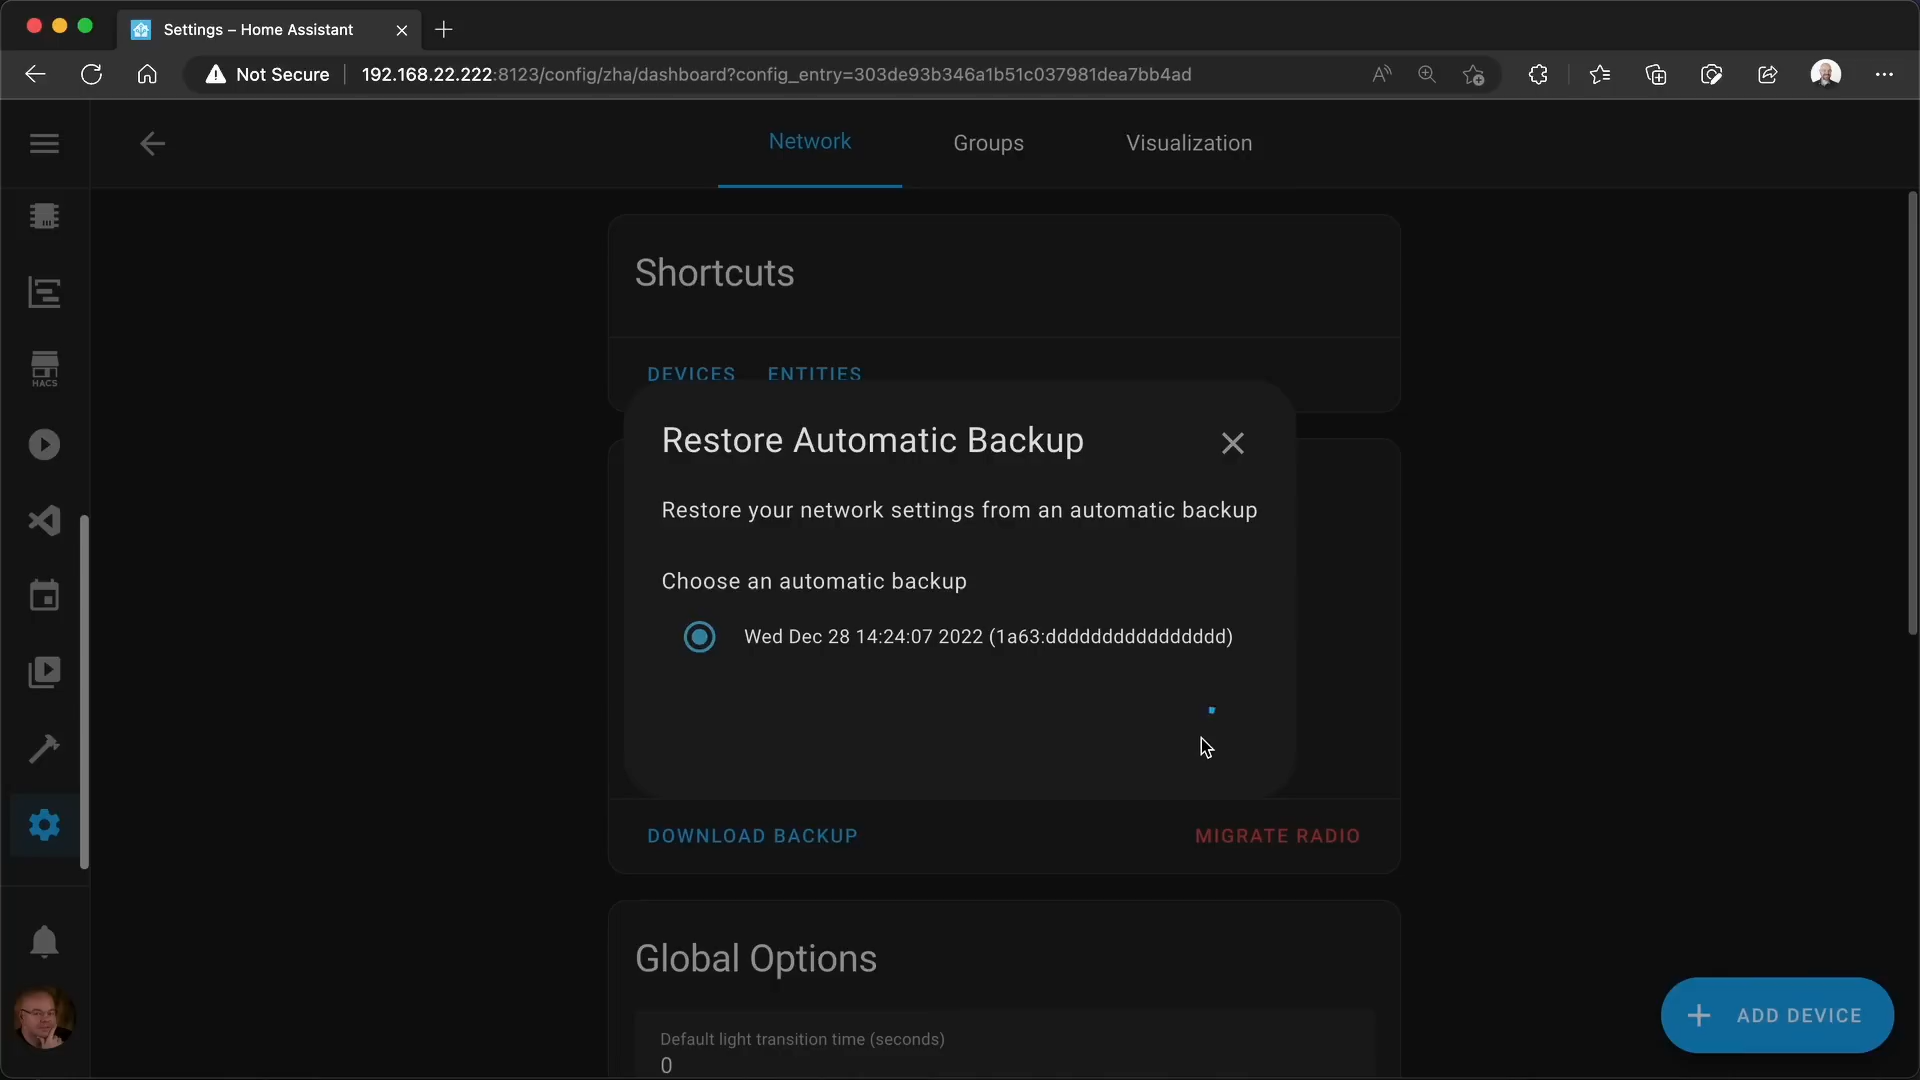 Settings – Home Assistant
Not Secure
192.168.22.222:8123/config/zha/dashboard?config_entry=303de93b346a1b51c037981dea7bb4ad
Network
Groups
Visualization
HACS
Shortcuts
DEVICES
ENTITIES
Restore Automatic Backup
Restore your network settings from an automatic backup
Choose an automatic backup
Wed Dec 28 14:24:07 2022 (1a63:dddddddddddddddd)
DOWNLOAD BACKUP
MIGRATE RADIO
Global Options
Default light transition time (seconds)
0
ADD DEVICE